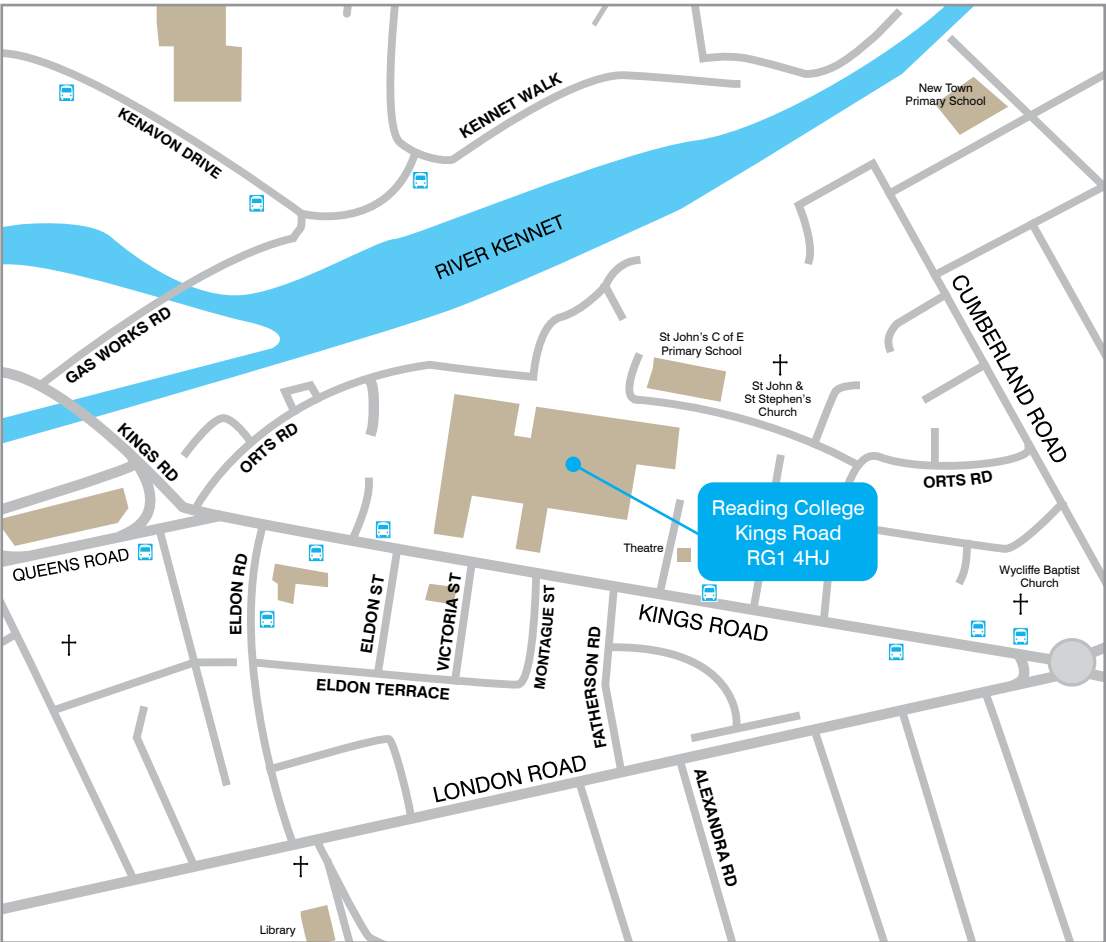 New Town
Primary School
KENNET WALK
KENAVON DRIVE
RIVER KENNET
GAS WORKS RD
CUMBERLAND ROAD
St John's C of E
Primary School
St John &
St Stephen's
Church
KINGS RD
ORTS RD
ORTS RD
Reading College
Kings Road
RG1 4HJ
Theatre
QUEENS ROAD
Wycliffe Baptist
Church
ELDON RD
ELDON ST
VICTORIA ST
MONTAGUE ST
KINGS ROAD
FATHERSON RD
ELDON TERRACE
LONDON ROAD
ALEXANDRA RD
Library